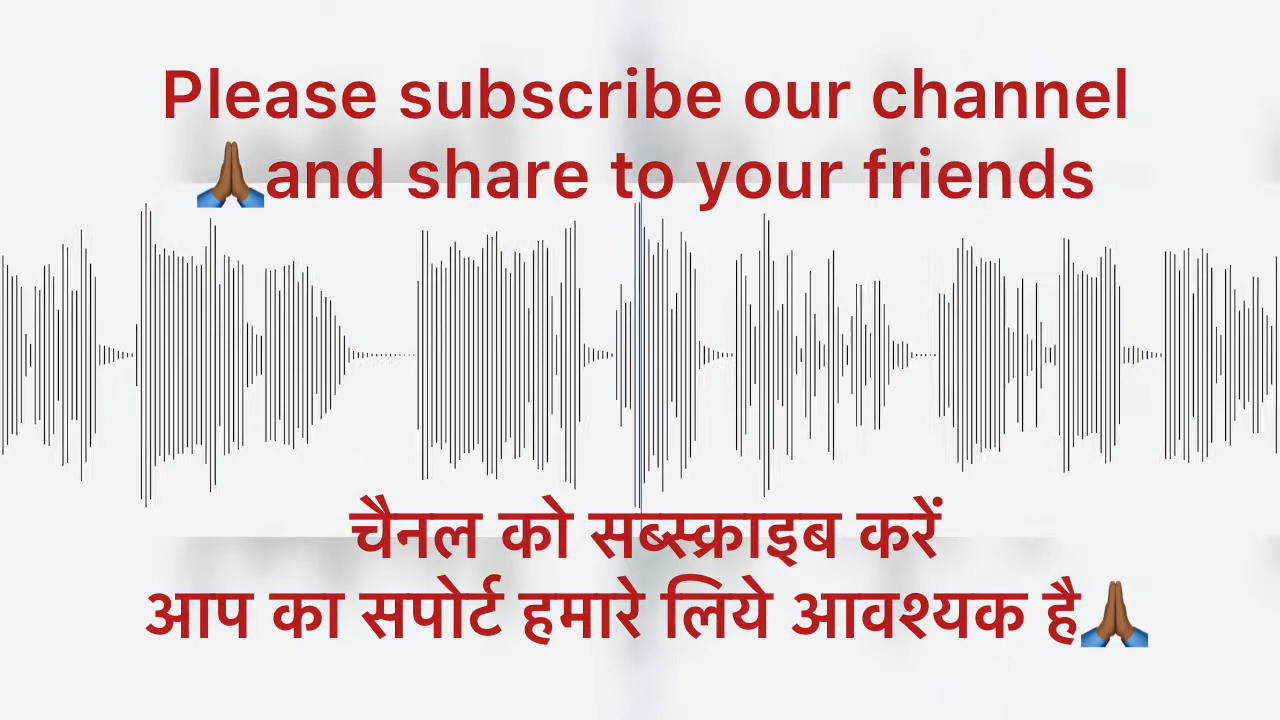 Please subscribe our channel
🙏🏾and share to your friends
चैनल को सब्स्क्राइब करें
आप का सपोर्ट हमारे लिये आवश्यक है🙏🏾